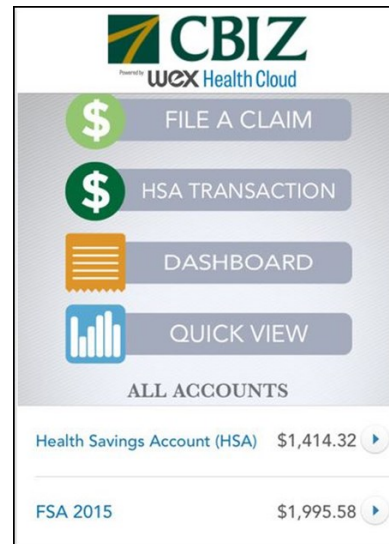 CBIZ
Powered by
wex Health Cloud
$ FILE A CLAIM
$ HSA TRANSACTION
DASHBOARD
QUICK VIEW
ALL ACCOUNTS
Health Savings Account (HSA) $1,414.32
FSA 2015 $1,995.58